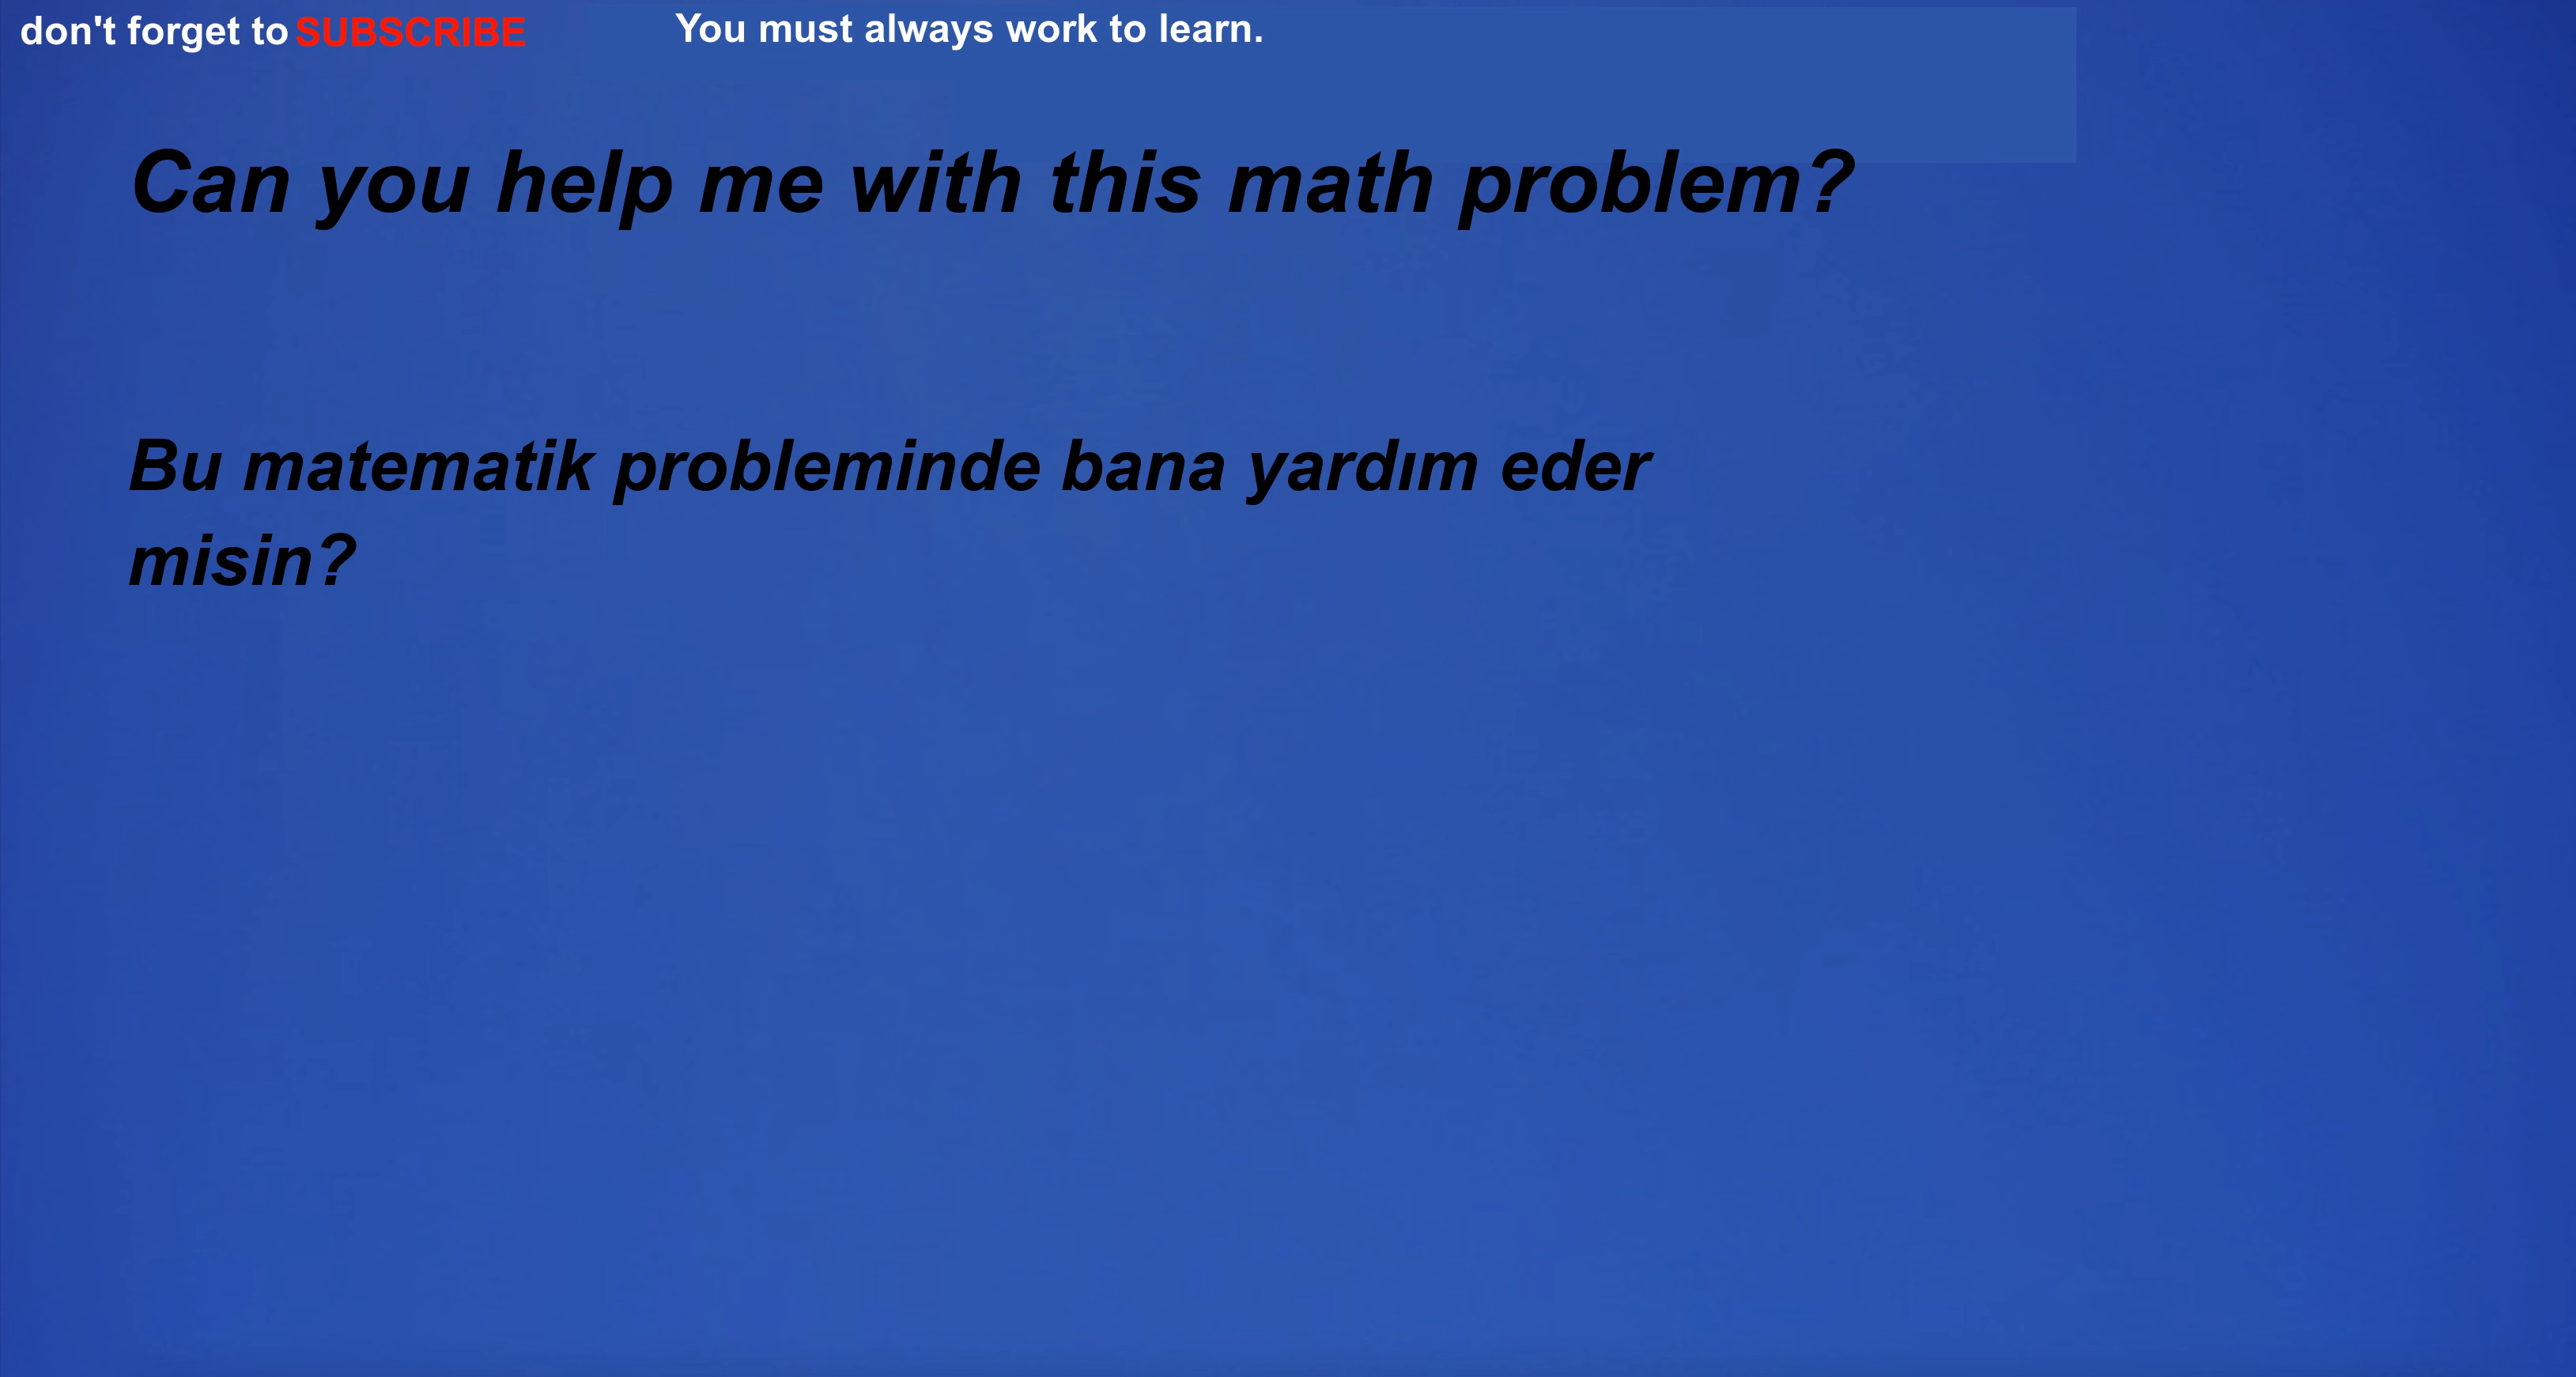 don't forget to SUBSCRIBE
You must always work to learn.
Can you help me with this math problem?
Bu matematik probleminde bana yardım eder
misin?